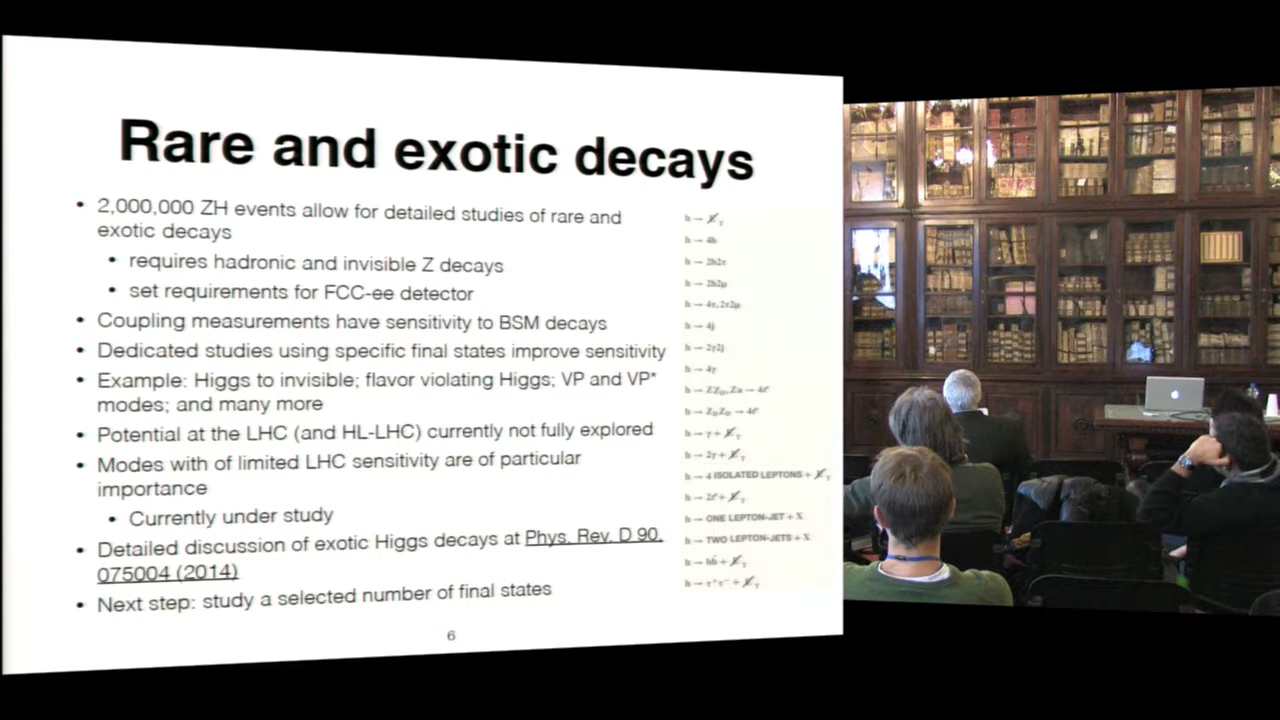 Rare and exotic decays
• 2,000,000 ZH events allow for detailed studies of rare and
exotic decays
• requires hadronic and invisible Z decays
• set requirements for FCC-ee detector
• Coupling measurements have sensitivity to BSM decays
• Dedicated studies using specific final states improve sensitivity
• Example: Higgs to invisible; flavor violating Higgs; VP and VP*
modes; and many more
• Potential at the LHC (and HL-LHC) currently not fully explored
• Modes with of limited LHC sensitivity are of particular
importance
• Currently under study
• Detailed discussion of exotic Higgs decays at Phys. Rev. D 90,
075004 (2014)
• Next step: study a selected number of final states
h → 4b
h → 2b2τ
h → 2b2μ
h → 4τ, 2τ2μ
h → 4j
h → 2γ2j
h → 4γ
h → 4 ISOLATED LEPTONS +
h → ONE LEPTON-JET + X
h → TWO LEPTON-JETS + X
6